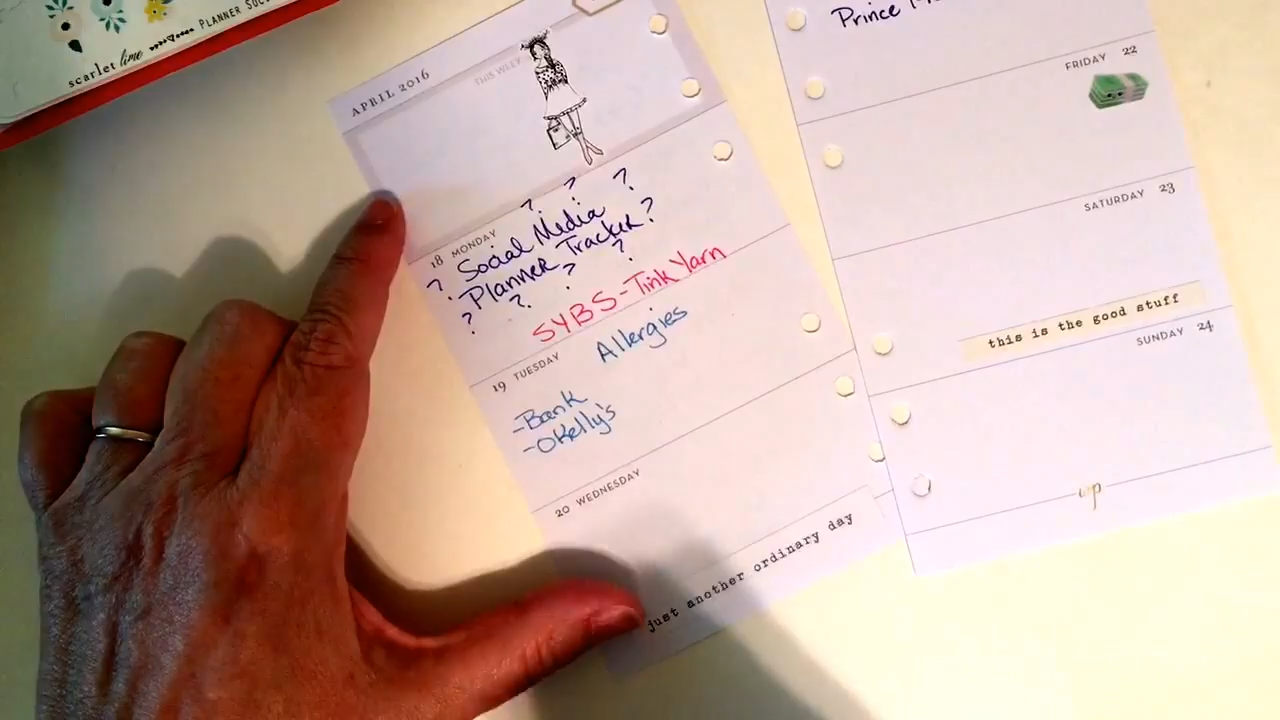 scarlet lime
PLANNER
APRIL 2016
THIS WEEK
18 MONDAY
? ? ?
? Social Media
Planner Tracker?
? ? ? ?
SYBS-Tink Yarn
19 TUESDAY
Allergies
-Bank
-OKelly's
20 WEDNESDAY
just another ordinary day
Prince
FRIDAY 22
SATURDAY 23
this is the good stuff
SUNDAY 24
wp